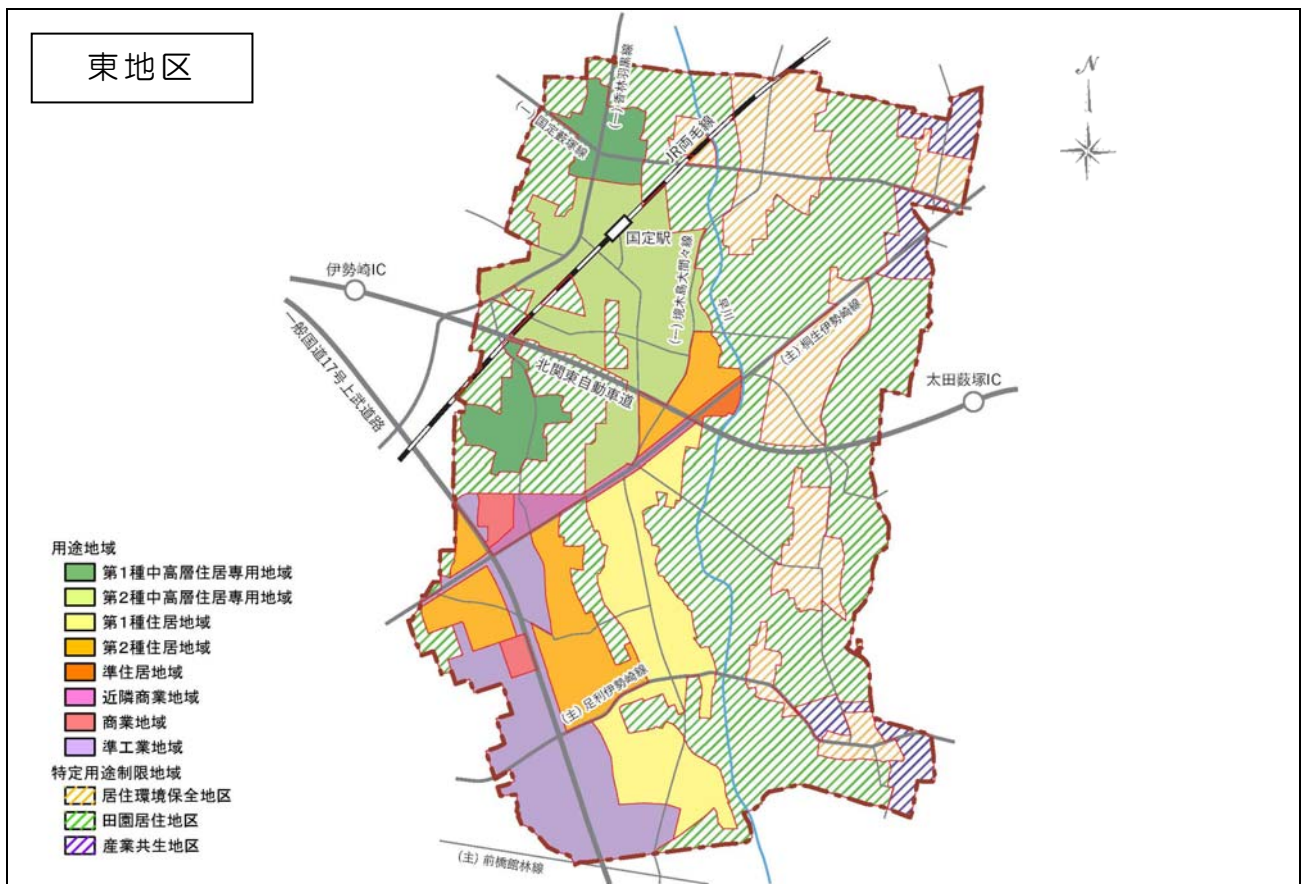 東地区
N
(一)香林羽黒線
(一)国定藪塚線
JR両毛線
国定駅
(一)境木島大間々線
早川
伊勢崎IC
(主)桐生伊勢崎線
一般国道17号上武道路
北関東自動車道
太田薮塚IC
(主)足利伊勢崎線
(主)前橋館林線
用途地域
第1種中高層住居専用地域
第2種中高層住居専用地域
第1種住居地域
第2種住居地域
準住居地域
近隣商業地域
商業地域
準工業地域
特定用途制限地域
居住環境保全地区
田園居住地区
産業共生地区